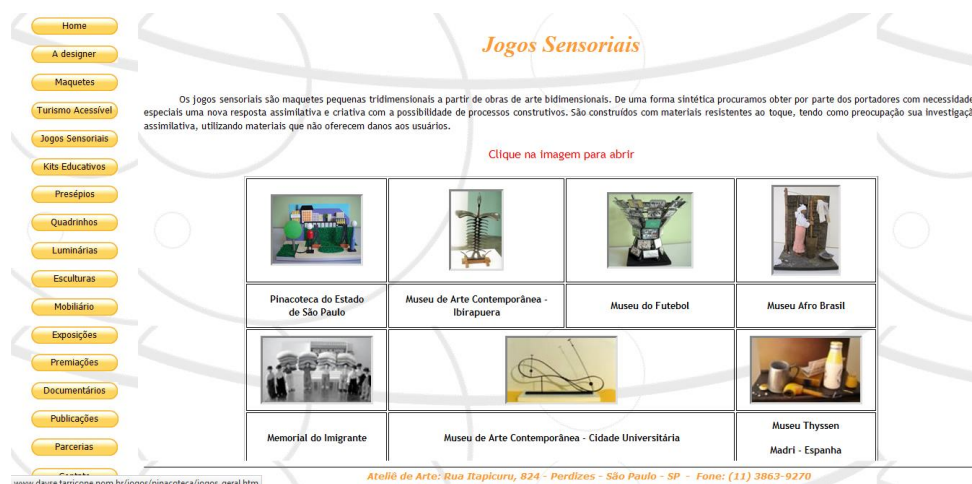 Home
A designer
Maquetes
Turismo Acessível
Jogos Sensoriais
Kits Educativos
Presépios
Quadrinhos
Luminárias
Esculturas
Mobiliário
Exposições
Premiações
Documentários
Publicações
Parcerias
Jogos Sensoriais
Os jogos sensoriais são maquetes pequenas tridimensionais a partir de obras de arte bidimensionais. De uma forma sintética procuramos obter por parte dos portadores com necessidade
especiais uma nova resposta assimilativa e criativa com a possibilidade de processos construtivos. São construídos com materiais resistentes ao toque, tendo como preocupação sua investigaç
assimilativa, utilizando materiais que não oferecem danos aos usuários.
Clique na imagem para abrir
Pinacoteca do Estado
de São Paulo
Museu de Arte Contemporânea -
Ibirapuera
Museu do Futebol
Museu Afro Brasil
Memorial do Imigrante
Museu de Arte Contemporânea - Cidade Universitária
Museu Thyssen
Madri - Espanha
Ateliê de Arte: Rua Itapicuru, 824 - Perdizes - São Paulo - SP - Fone: (11) 3863-9270